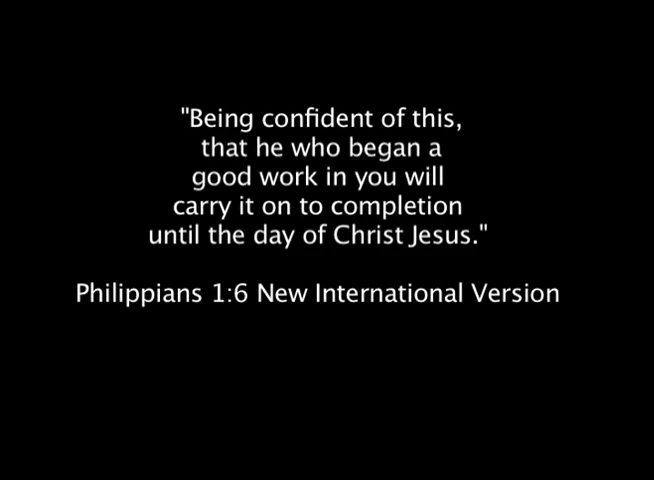 "Being confident of this,
that he who began a
good work in you will
carry it on to completion
until the day of Christ Jesus."
Philippians 1:6 New International Version